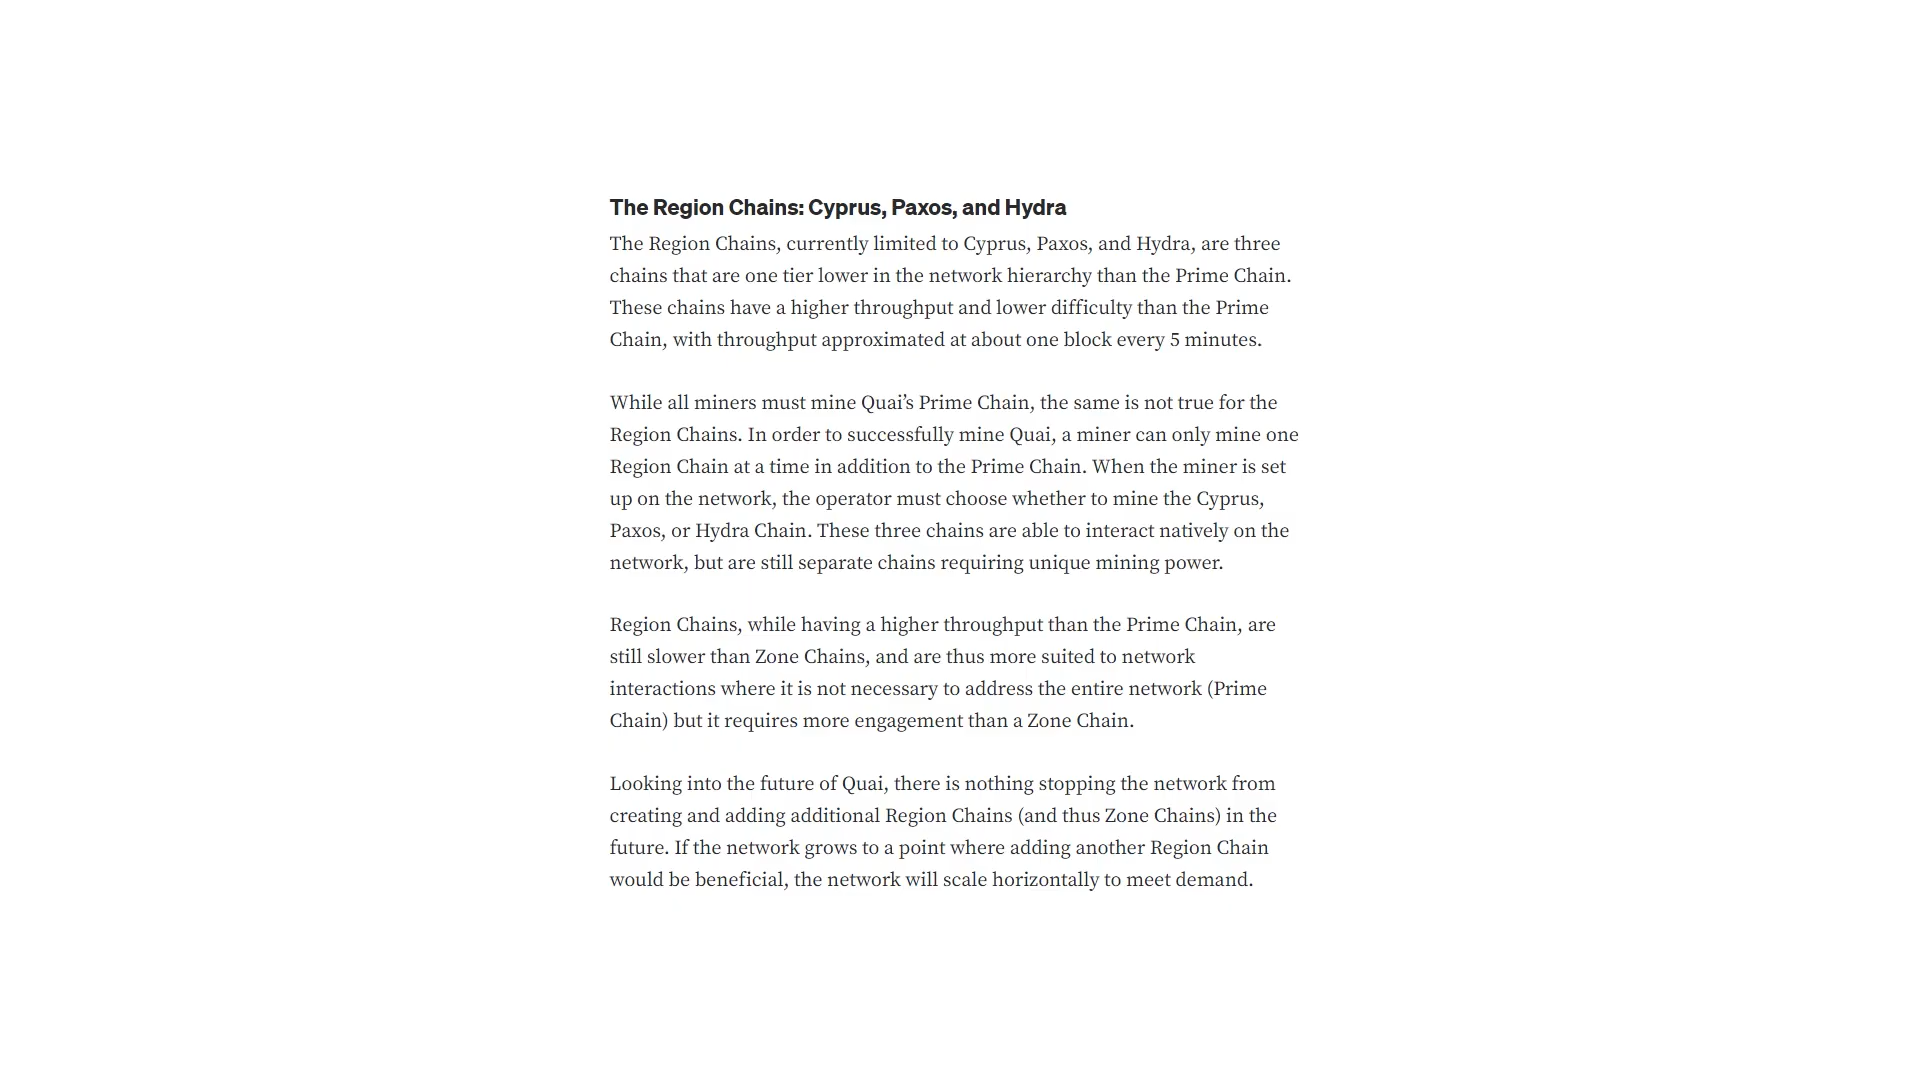 The Region Chains: Cyprus, Paxos, and Hydra
The Region Chains, currently limited to Cyprus, Paxos, and Hydra, are three
chains that are one tier lower in the network hierarchy than the Prime Chain.
These chains have a higher throughput and lower difficulty than the Prime
Chain, with throughput approximated at about one block every 5 minutes.
While all miners must mine Quai’s Prime Chain, the same is not true for the
Region Chains. In order to successfully mine Quai, a miner can only mine one
Region Chain at a time in addition to the Prime Chain. When the miner is set
up on the network, the operator must choose whether to mine the Cyprus,
Paxos, or Hydra Chain. These three chains are able to interact natively on the
network, but are still separate chains requiring unique mining power.
Region Chains, while having a higher throughput than the Prime Chain, are
still slower than Zone Chains, and are thus more suited to network
interactions where it is not necessary to address the entire network (Prime
Chain) but it requires more engagement than a Zone Chain.
Looking into the future of Quai, there is nothing stopping the network from
creating and adding additional Region Chains (and thus Zone Chains) in the
future. If the network grows to a point where adding another Region Chain
would be beneficial, the network will scale horizontally to meet demand.